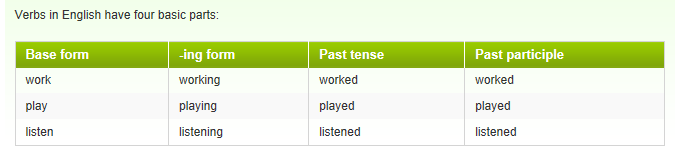 Verbs in English have four basic parts:
Base form -ing form Past tense Past participle
work working worked worked
play playing played played
listen listening listened listened